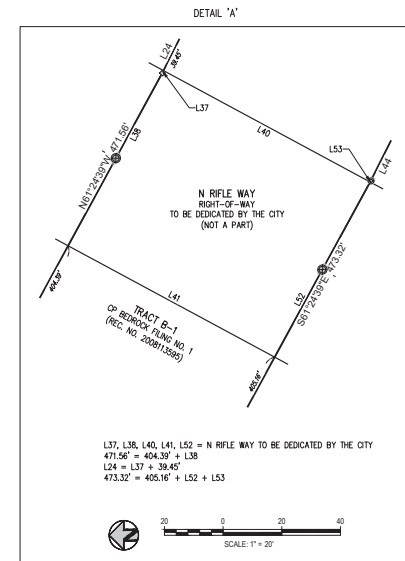 DETAIL 'A'
L24
39.45'
L37
L38
N61°24'39"W 471.56'
L40
L53
L44
N RIFLE WAY
RIGHT-OF-WAY
TO BE DEDICATED BY THE CITY
(NOT A PART)
L52
S61°24'39"E 473.32'
404.39'
L41
TRACT B-1
CP BEDROCK FILING NO. 1
(REC. NO. 2008113595)
405.16'
L37, L38, L40, L41, L52 = N RIFLE WAY TO BE DEDICATED BY THE CITY
471.56' = 404.39' + L38
L24 = L37 + 39.45'
473.32' = 405.16' + L52 + L53
N
20 0 20 40
SCALE: 1" = 20'